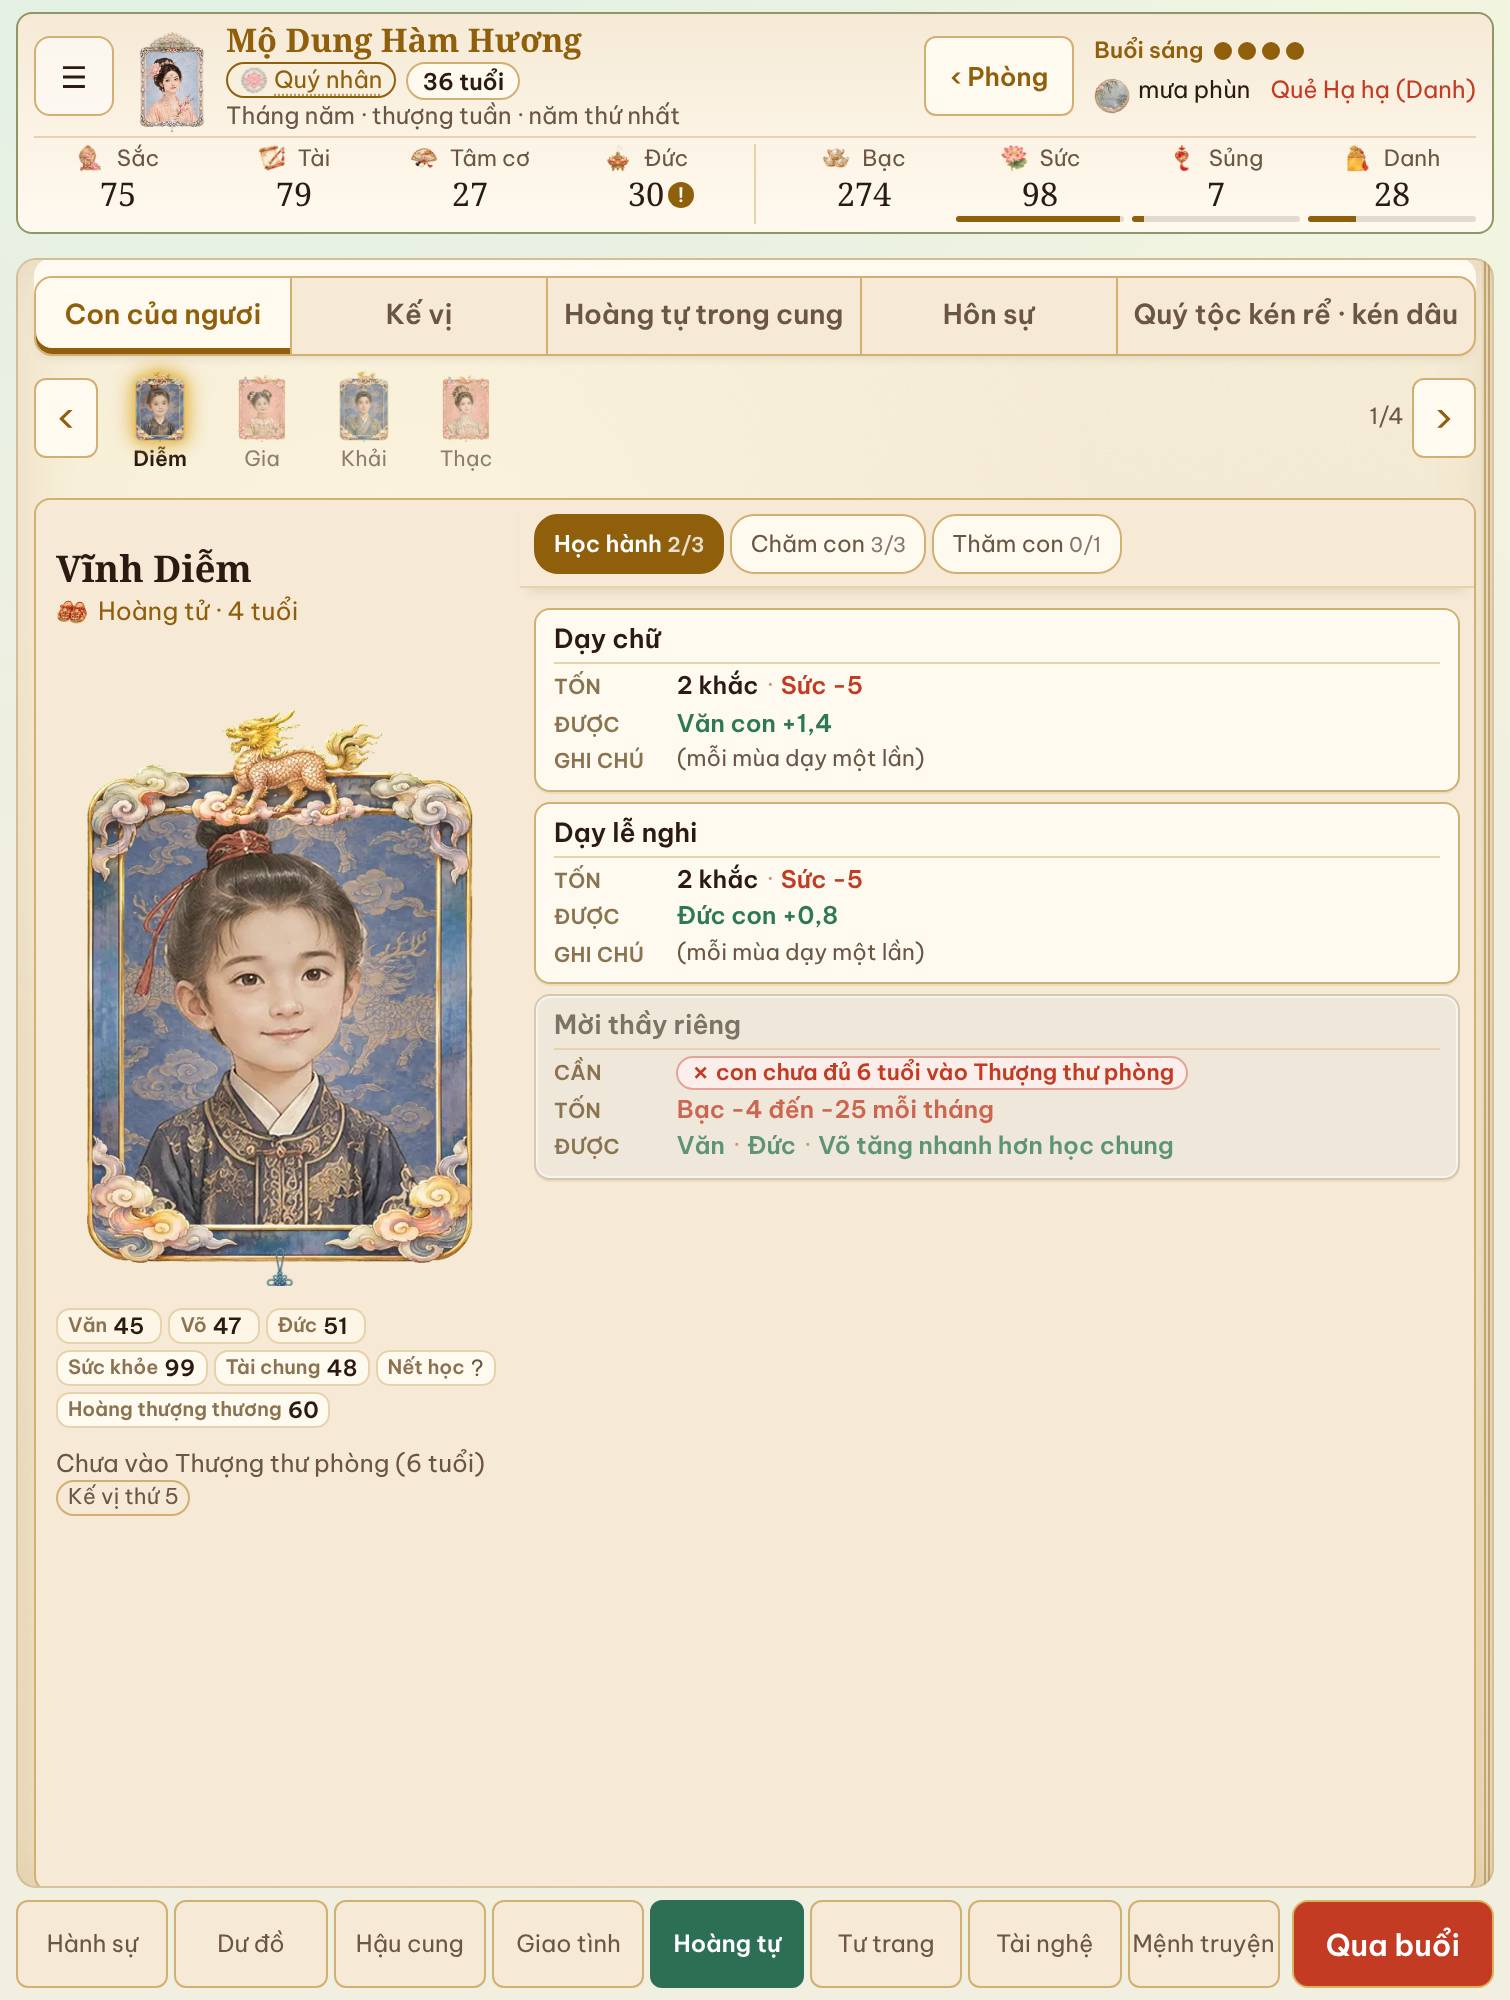 ☰
Mộ Dung Hàm Hương
Quý nhân 36 tuổi
Tháng năm · thượng tuần · năm thứ nhất
‹ Phòng
Buổi sáng
mưa phùn Quẻ Hạ hạ (Danh)
Sắc Tài Tâm cơ Đức Bạc Sức Sủng Danh
75 79 27 30 ! 274 98 7 28
Con của ngươi Kế vị Hoàng tự trong cung Hôn sự Quý tộc kén rể · kén dâu
‹ 1/4 ›
Diễm Gia Khải Thạc
Vĩnh Diễm
Hoàng tử · 4 tuổi
Văn 45 Võ 47 Đức 51
Sức khỏe 99 Tài chung 48 Nết học ?
Hoàng thượng thương 60
Chưa vào Thượng thư phòng (6 tuổi)
Kế vị thứ 5
Học hành 2/3 Chăm con 3/3 Thăm con 0/1
Dạy chữ
TỐN 2 khắc · Sức -5
ĐƯỢC Văn con +1,4
GHI CHÚ (mỗi mùa dạy một lần)
Dạy lễ nghi
TỐN 2 khắc · Sức -5
ĐƯỢC Đức con +0,8
GHI CHÚ (mỗi mùa dạy một lần)
Mời thầy riêng
CẦN × con chưa đủ 6 tuổi vào Thượng thư phòng
TỐN Bạc -4 đến -25 mỗi tháng
ĐƯỢC Văn · Đức · Võ tăng nhanh hơn học chung
Hành sự Dư đồ Hậu cung Giao tình Hoàng tự Tư trang Tài nghệ Mệnh truyện Qua buổi